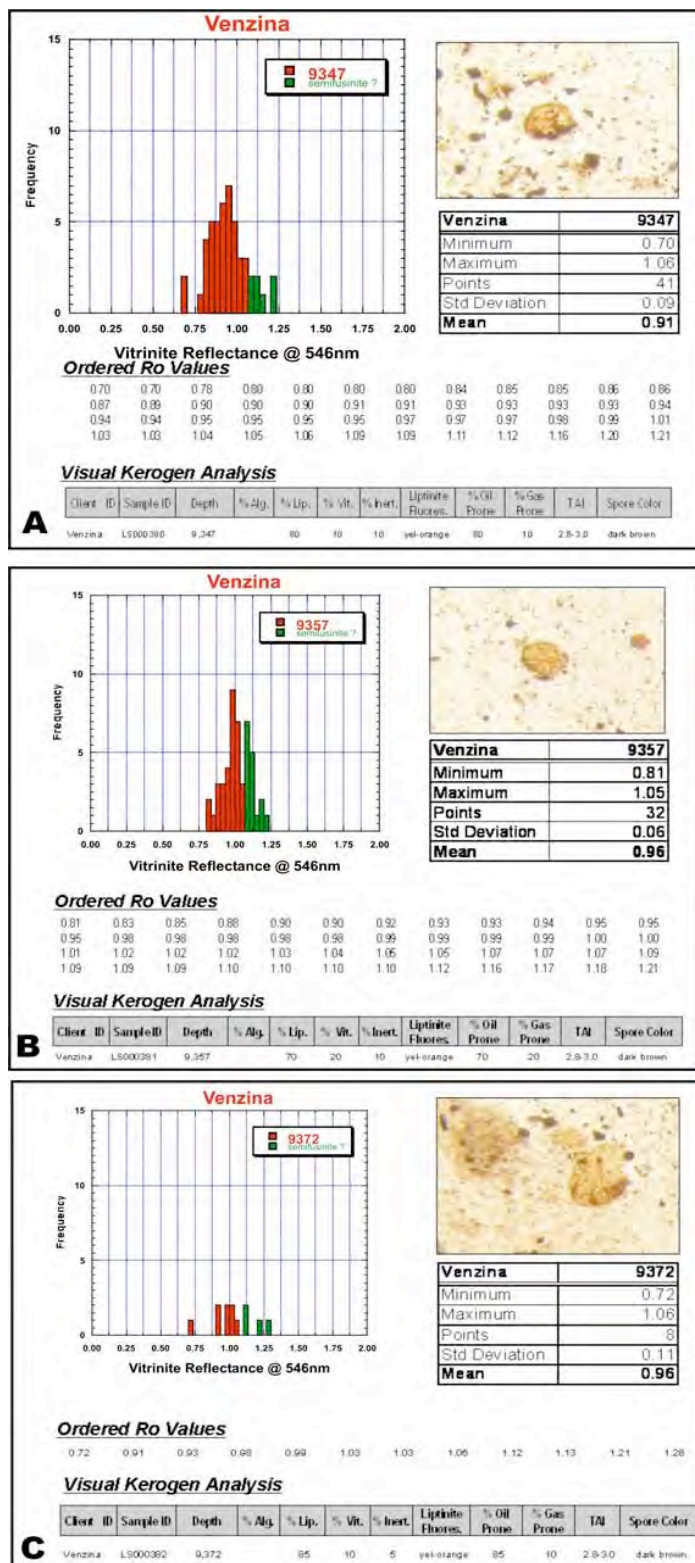 Venzina
9347
semifusinite ?
15
10
5
0
Frequency
0.00 0.25 0.50 0.75 1.00 1.25 1.50 1.75 2.00
Vitrinite Reflectance @ 546nm
Venzina 9347
Minimum 0.70
Maximum 1.06
Points 41
Std Deviation 0.09
Mean 0.91
Ordered Ro Values
0.70 0.70 0.78 0.80 0.80 0.80 0.80 0.84 0.85 0.85 0.86 0.86
0.87 0.89 0.90 0.90 0.90 0.91 0.91 0.93 0.93 0.93 0.93 0.94
0.94 0.94 0.95 0.95 0.95 0.95 0.97 0.97 0.97 0.98 0.99 1.01
1.03 1.03 1.04 1.05 1.06 1.09 1.09 1.11 1.12 1.16 1.20 1.21
Visual Kerogen Analysis
Client ID Sample ID Depth % Alg. % Lip. % Vit. % Inert. Liptinite Fluores. % Oil Prone % Gas Prone TAI Spore Color
Venzina LS000380 9,347 80 10 10 yel-orange 80 10 2.8-3.0 dark brown
A
Venzina
9357
semifusinite ?
15
10
5
0
Frequency
0.00 0.25 0.50 0.75 1.00 1.25 1.50 1.75 2.00
Vitrinite Reflectance @ 546nm
Venzina 9357
Minimum 0.81
Maximum 1.05
Points 32
Std Deviation 0.06
Mean 0.96
Ordered Ro Values
0.81 0.83 0.85 0.88 0.90 0.90 0.92 0.93 0.93 0.94 0.95 0.95
0.95 0.98 0.98 0.98 0.98 0.98 0.99 0.99 0.99 0.99 1.00 1.00
1.01 1.02 1.02 1.02 1.03 1.04 1.05 1.05 1.07 1.07 1.07 1.09
1.09 1.09 1.09 1.10 1.10 1.10 1.10 1.12 1.16 1.17 1.18 1.21
Visual Kerogen Analysis
Client ID Sample ID Depth % Alg. % Lip. % Vit. % Inert. Liptinite Fluores. % Oil Prone % Gas Prone TAI Spore Color
Venzina LS000381 9,357 70 20 10 yel-orange 70 20 2.8-3.0 dark brown
B
Venzina
9372
semifusinite ?
15
10
5
0
Frequency
0.00 0.25 0.50 0.75 1.00 1.25 1.50 1.75 2.00
Vitrinite Reflectance @ 546nm
Venzina 9372
Minimum 0.72
Maximum 1.06
Points 8
Std Deviation 0.11
Mean 0.96
Ordered Ro Values
0.72 0.91 0.93 0.98 0.99 1.03 1.03 1.06 1.12 1.13 1.21 1.28
Visual Kerogen Analysis
Client ID Sample ID Depth % Alg. % Lip. % Vit. % Inert. Liptinite Fluores. % Oil Prone % Gas Prone TAI Spore Color
Venzina LS000382 9,372 85 10 5 yel-orange 85 10 2.8-3.0 dark brown
C